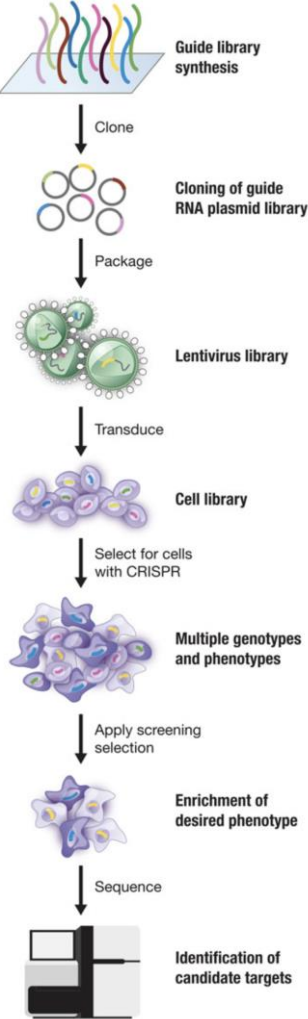 Guide library
synthesis
Clone
Cloning of guide
RNA plasmid library
Package
Lentivirus library
Transduce
Cell library
Select for cells
with CRISPR
Multiple genotypes
and phenotypes
Apply screening
selection
Enrichment of
desired phenotype
Sequence
Identification of
candidate targets